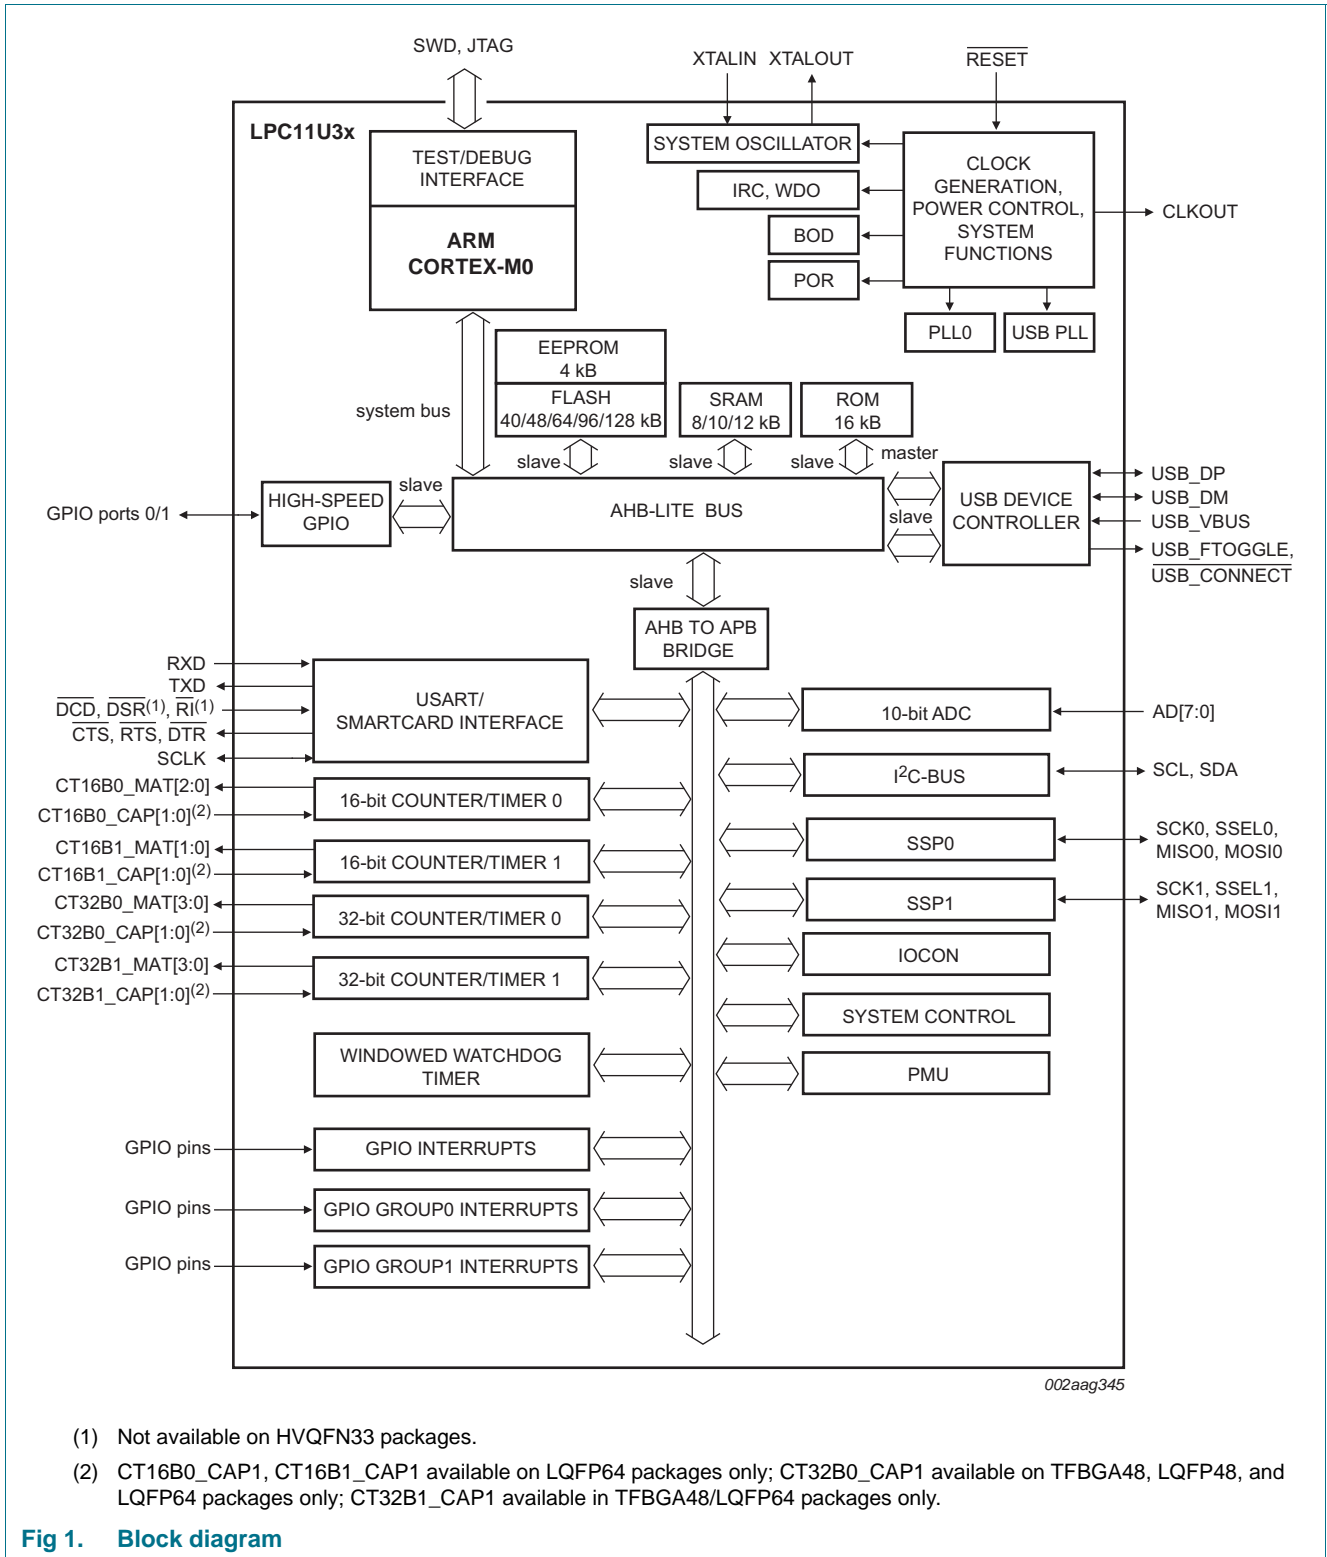 SWD, JTAG
XTALIN XTALOUT
RESET
LPC11U3x
TEST/DEBUG
INTERFACE
ARM
CORTEX-M0
SYSTEM OSCILLATOR
IRC, WDO
BOD
POR
CLOCK
GENERATION,
POWER CONTROL,
SYSTEM
FUNCTIONS
CLKOUT
PLL0
USB PLL
EEPROM
4 kB
FLASH
40/48/64/96/128 kB
SRAM
8/10/12 kB
ROM
16 kB
system bus
slave
slave
slave
master
slave
slave
GPIO ports 0/1
HIGH-SPEED
GPIO
AHB-LITE BUS
USB DEVICE
CONTROLLER
USB_DP
USB_DM
USB_VBUS
USB_FTOGGLE,
USB_CONNECT
slave
AHB TO APB
BRIDGE
RXD
TXD
DCD, DSR(1), RI(1)
CTS, RTS, DTR
SCLK
USART/
SMARTCARD INTERFACE
CT16B0_MAT[2:0]
CT16B0_CAP[1:0](2)
16-bit COUNTER/TIMER 0
CT16B1_MAT[1:0]
CT16B1_CAP[1:0](2)
16-bit COUNTER/TIMER 1
CT32B0_MAT[3:0]
CT32B0_CAP[1:0](2)
32-bit COUNTER/TIMER 0
CT32B1_MAT[3:0]
CT32B1_CAP[1:0](2)
32-bit COUNTER/TIMER 1
WINDOWED WATCHDOG
TIMER
GPIO pins
GPIO INTERRUPTS
GPIO pins
GPIO GROUP0 INTERRUPTS
GPIO pins
GPIO GROUP1 INTERRUPTS
10-bit ADC
AD[7:0]
I2C-BUS
SCL, SDA
SSP0
SCK0, SSEL0,
MISO0, MOSI0
SSP1
SCK1, SSEL1,
MISO1, MOSI1
IOCON
SYSTEM CONTROL
PMU
002aag345
(1) Not available on HVQFN33 packages.
(2) CT16B0_CAP1, CT16B1_CAP1 available on LQFP64 packages only; CT32B0_CAP1 available on TFBGA48, LQFP48, and
LQFP64 packages only; CT32B1_CAP1 available in TFBGA48/LQFP64 packages only.
Fig 1. Block diagram